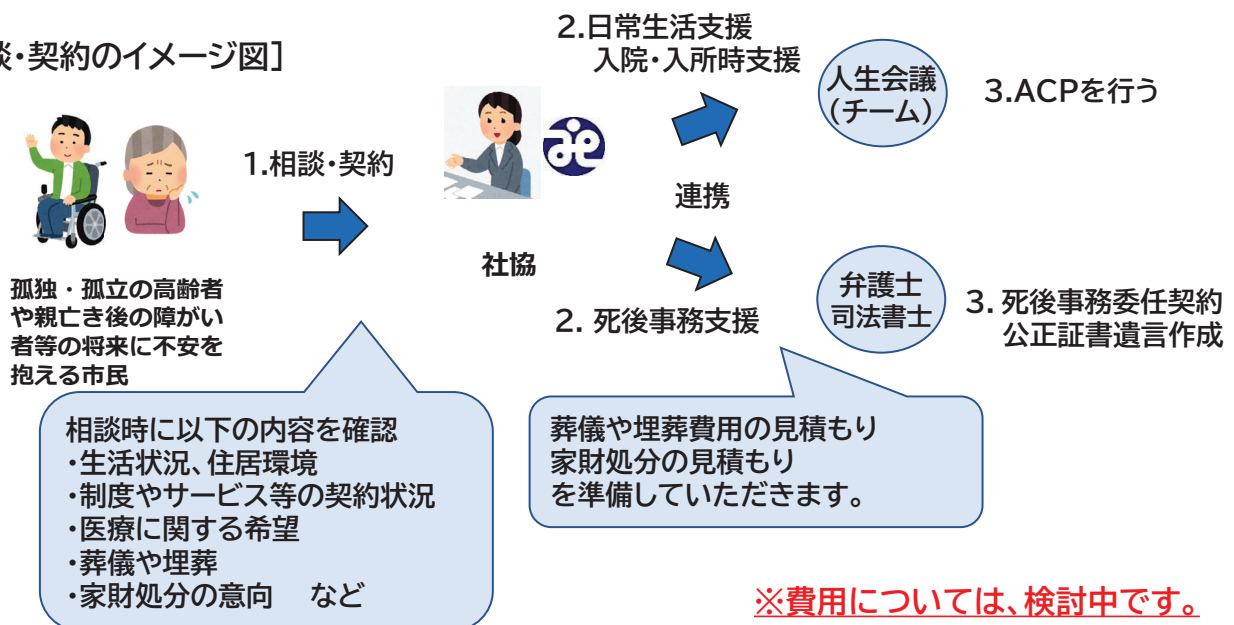 ・契約のイメージ図]
1.相談・契約
孤独・孤立の高齢者
や親亡き後の障がい
者等の将来に不安を
抱える市民
社協
2.日常生活支援
入院・入所時支援
連携
2. 死後事務支援
人生会議
(チーム)
3.ACPを行う
弁護士
司法書士
3. 死後事務委任契約
公正証書遺言作成
相談時に以下の内容を確認
・生活状況、住居環境
・制度やサービス等の契約状況
・医療に関する希望
・葬儀や埋葬
・家財処分の意向 など
葬儀や埋葬費用の見積もり
家財処分の見積もり
を準備していただきます。
※費用については、検討中です。